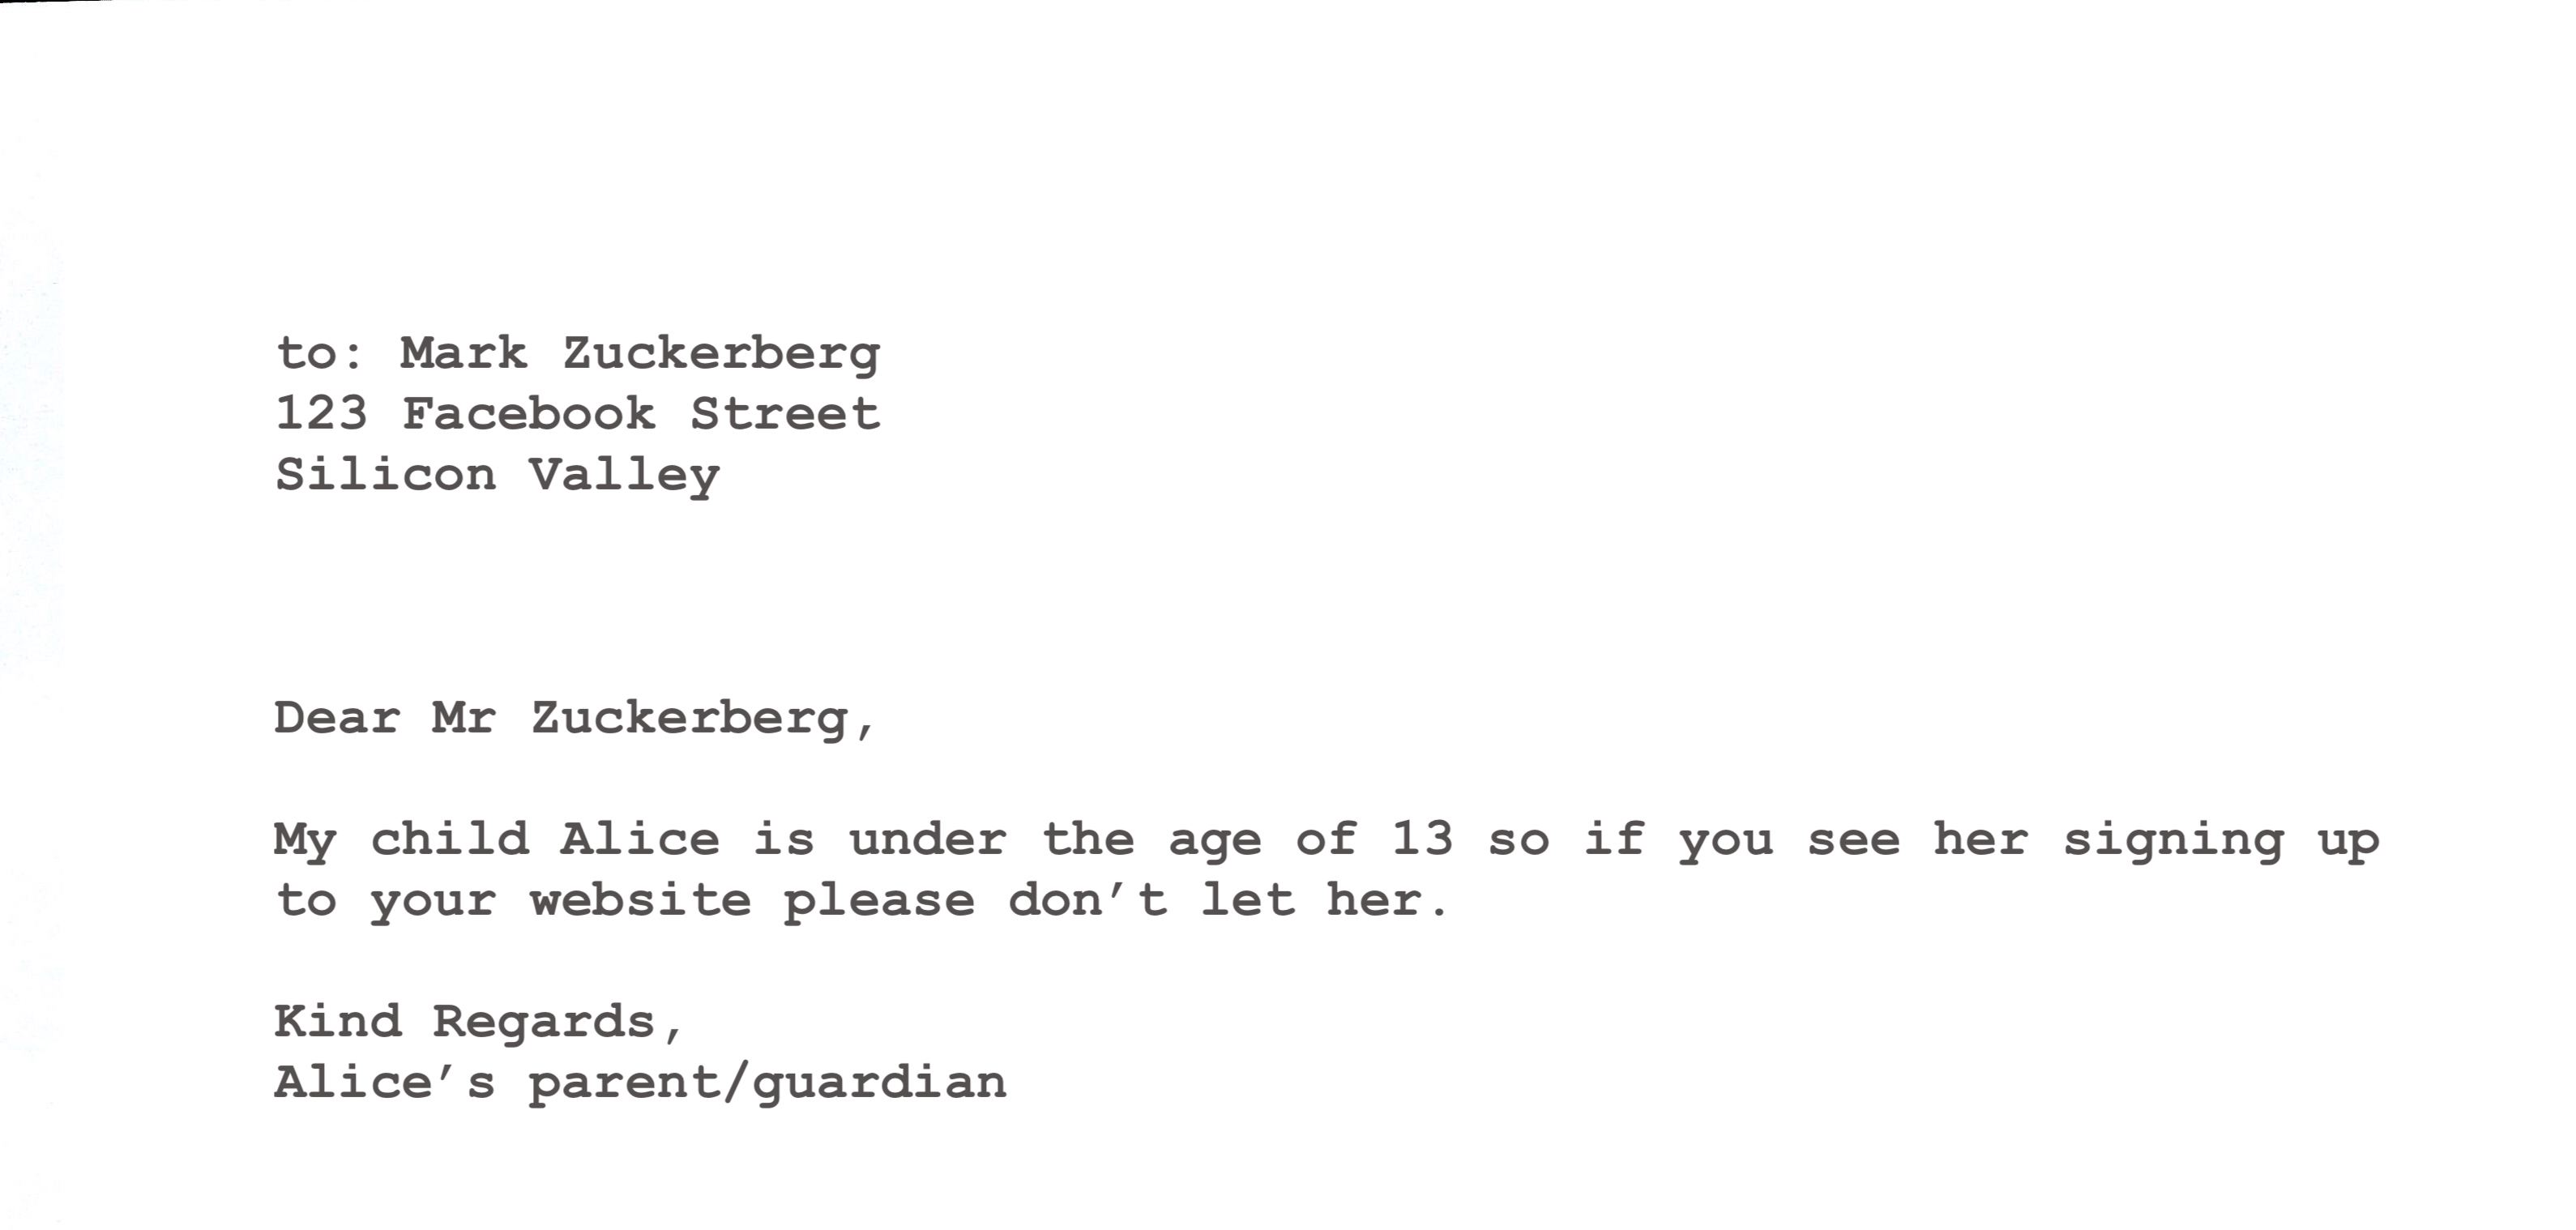 to: Mark Zuckerberg
123 Facebook Street
Silicon Valley
Dear Mr Zuckerberg,
My child Alice is under the age of 13 so if you see her signing up
to your website please don’t let her.
Kind Regards,
Alice’s parent/guardian